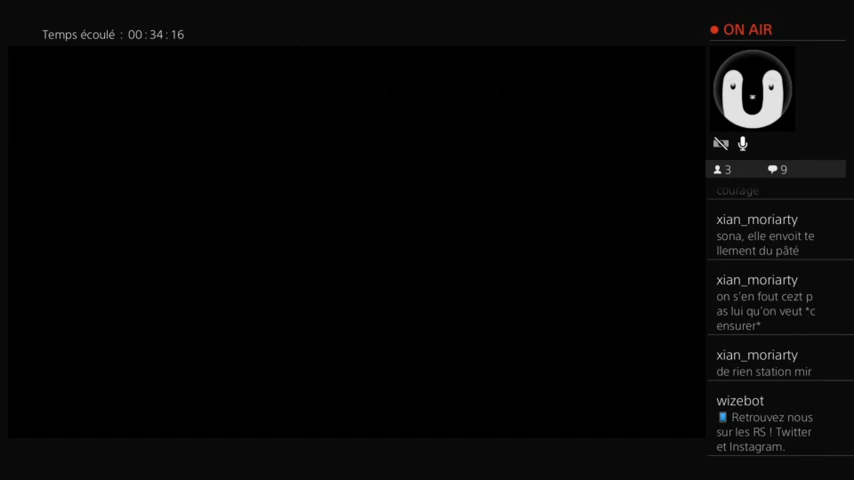 Temps écoulé : 00:34:16
ON AIR
3 9
courage
xian_moriarty
sona, elle envoit te
llement du pâté
xian_moriarty
on s'en fout cezt p
as lui qu'on veut *c
ensurer*
xian_moriarty
de rien station mir
wizebot
Retrouvez nous
sur les RS ! Twitter
et Instagram.